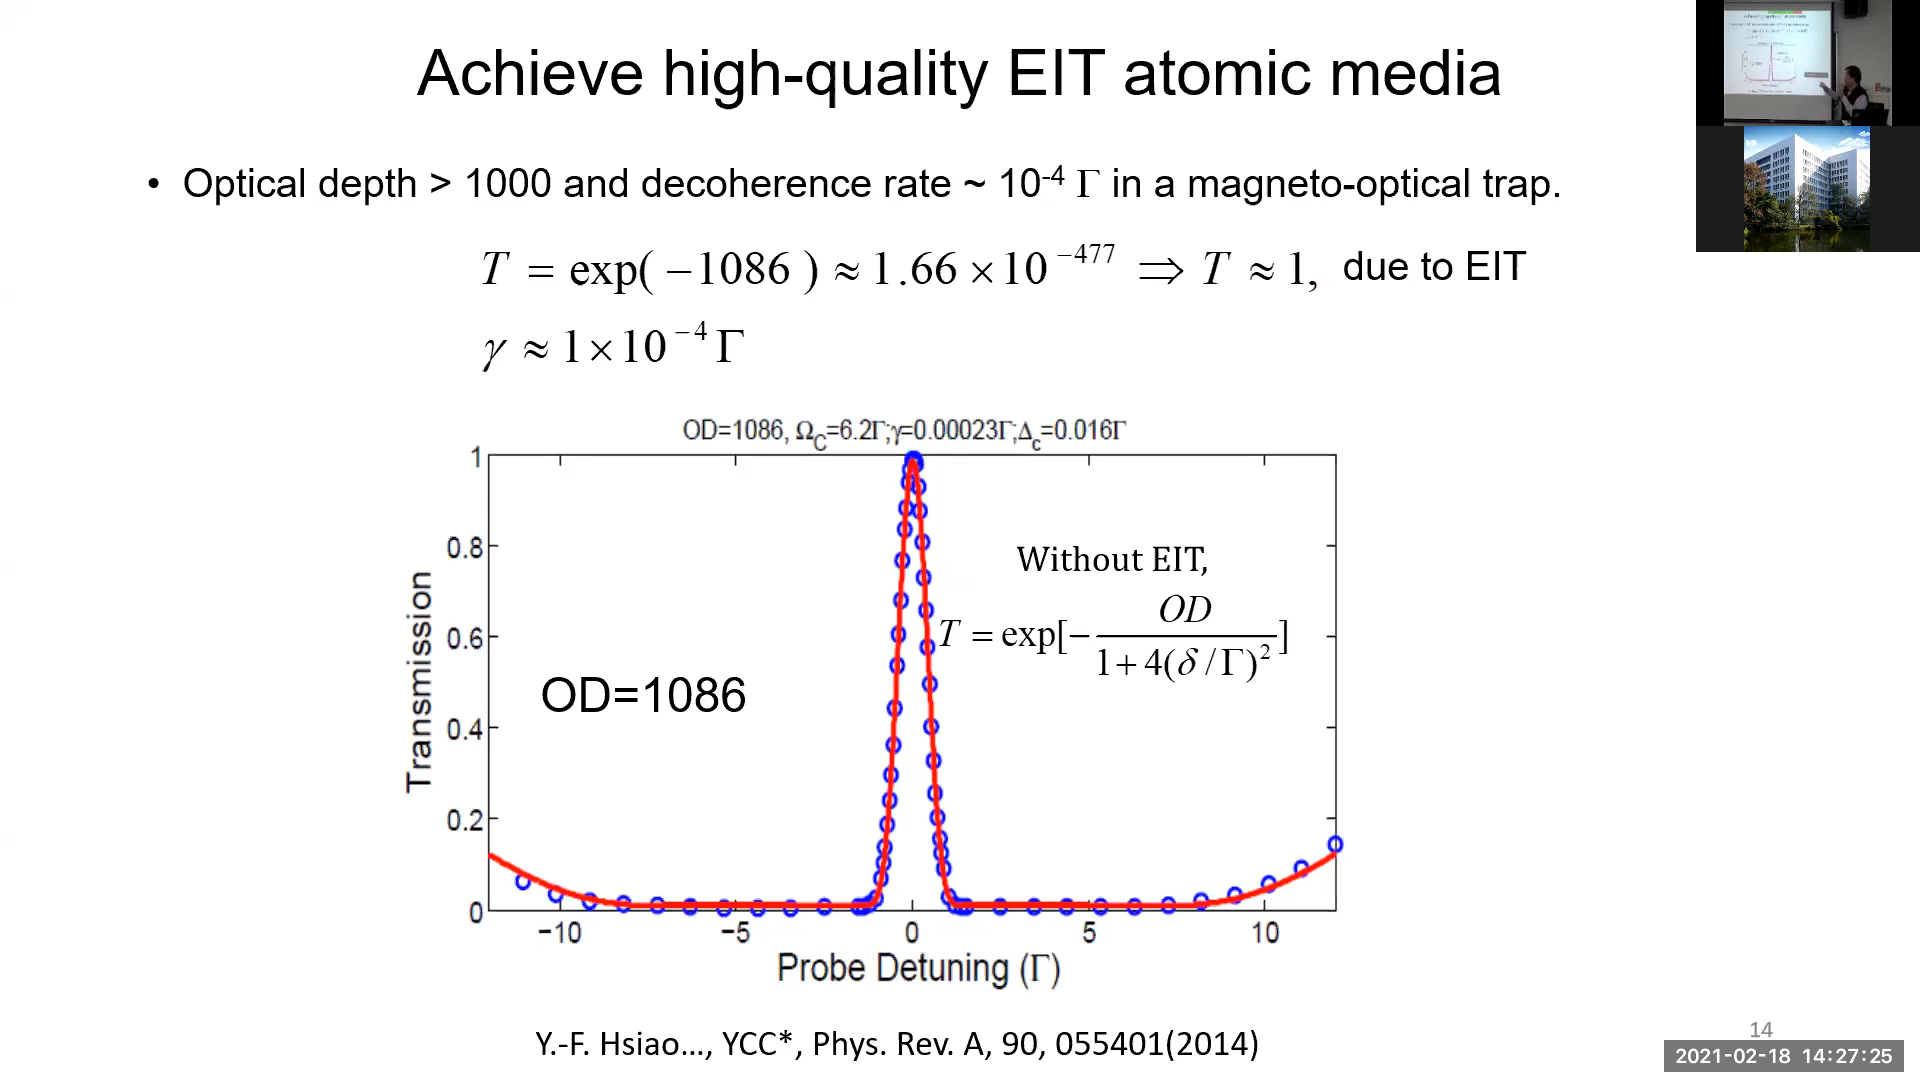 Achieve high-quality EIT atomic media
• Optical depth > 1000 and decoherence rate ~ 10⁻⁴ Γ in a magneto-optical trap.
T = exp( −1086 ) ≈ 1.66 × 10⁻⁴⁷⁷ ⇒ T ≈ 1, due to EIT
γ ≈ 1×10⁻⁴ Γ
OD=1086, Ω_C=6.2Γ;γ=0.00023Γ;Δ_c=0.016Γ
1
0.8
0.6
0.4
0.2
0
Transmission
OD=1086
Without EIT,
T = exp[− OD / 1+4(δ/Γ)² ]
−10 −5 0 5 10
Probe Detuning (Γ)
Y.-F. Hsiao…, YCC*, Phys. Rev. A, 90, 055401(2014)
14
2021-02-18 14:27:25